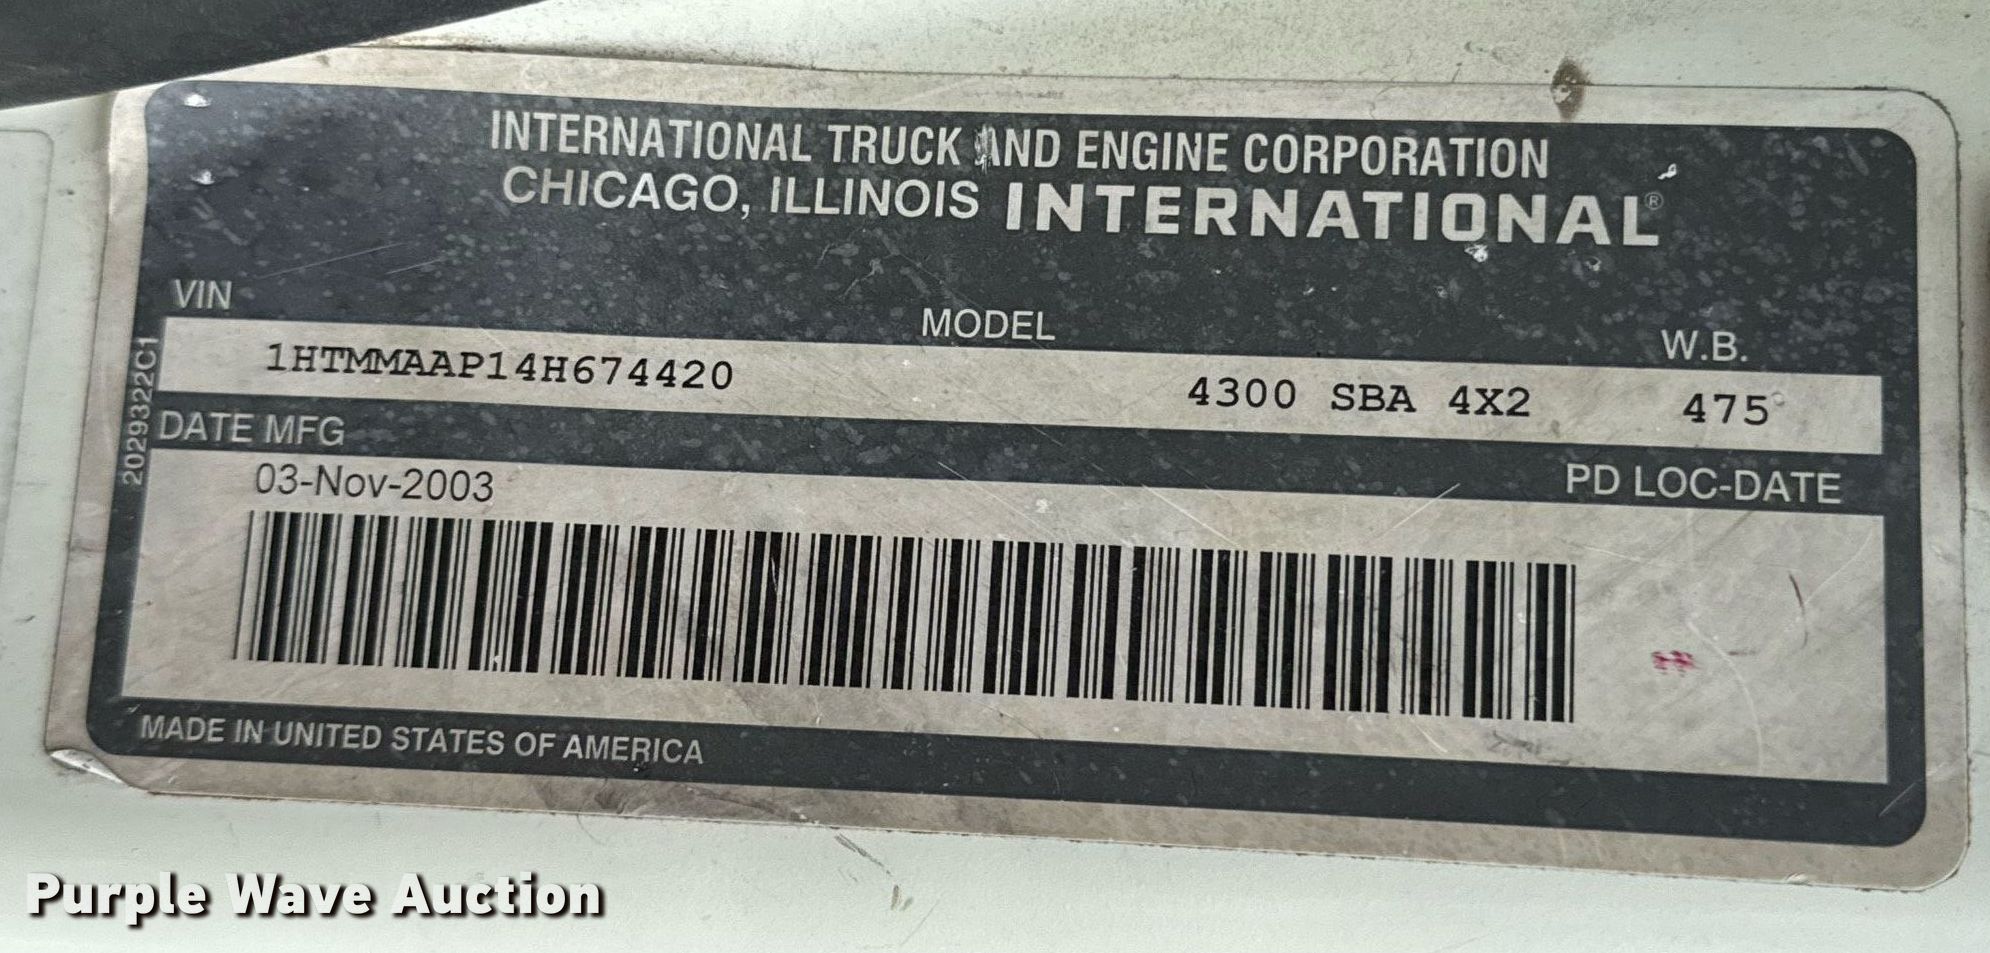 INTERNATIONAL TRUCK AND ENGINE CORPORATION
CHICAGO, ILLINOIS INTERNATIONAL®
VIN MODEL W.B.
1HTMMAAP14H674420 4300 SBA 4X2 475
2029322C1
DATE MFG PD LOC-DATE
03-Nov-2003
MADE IN UNITED STATES OF AMERICA
Purple Wave Auction